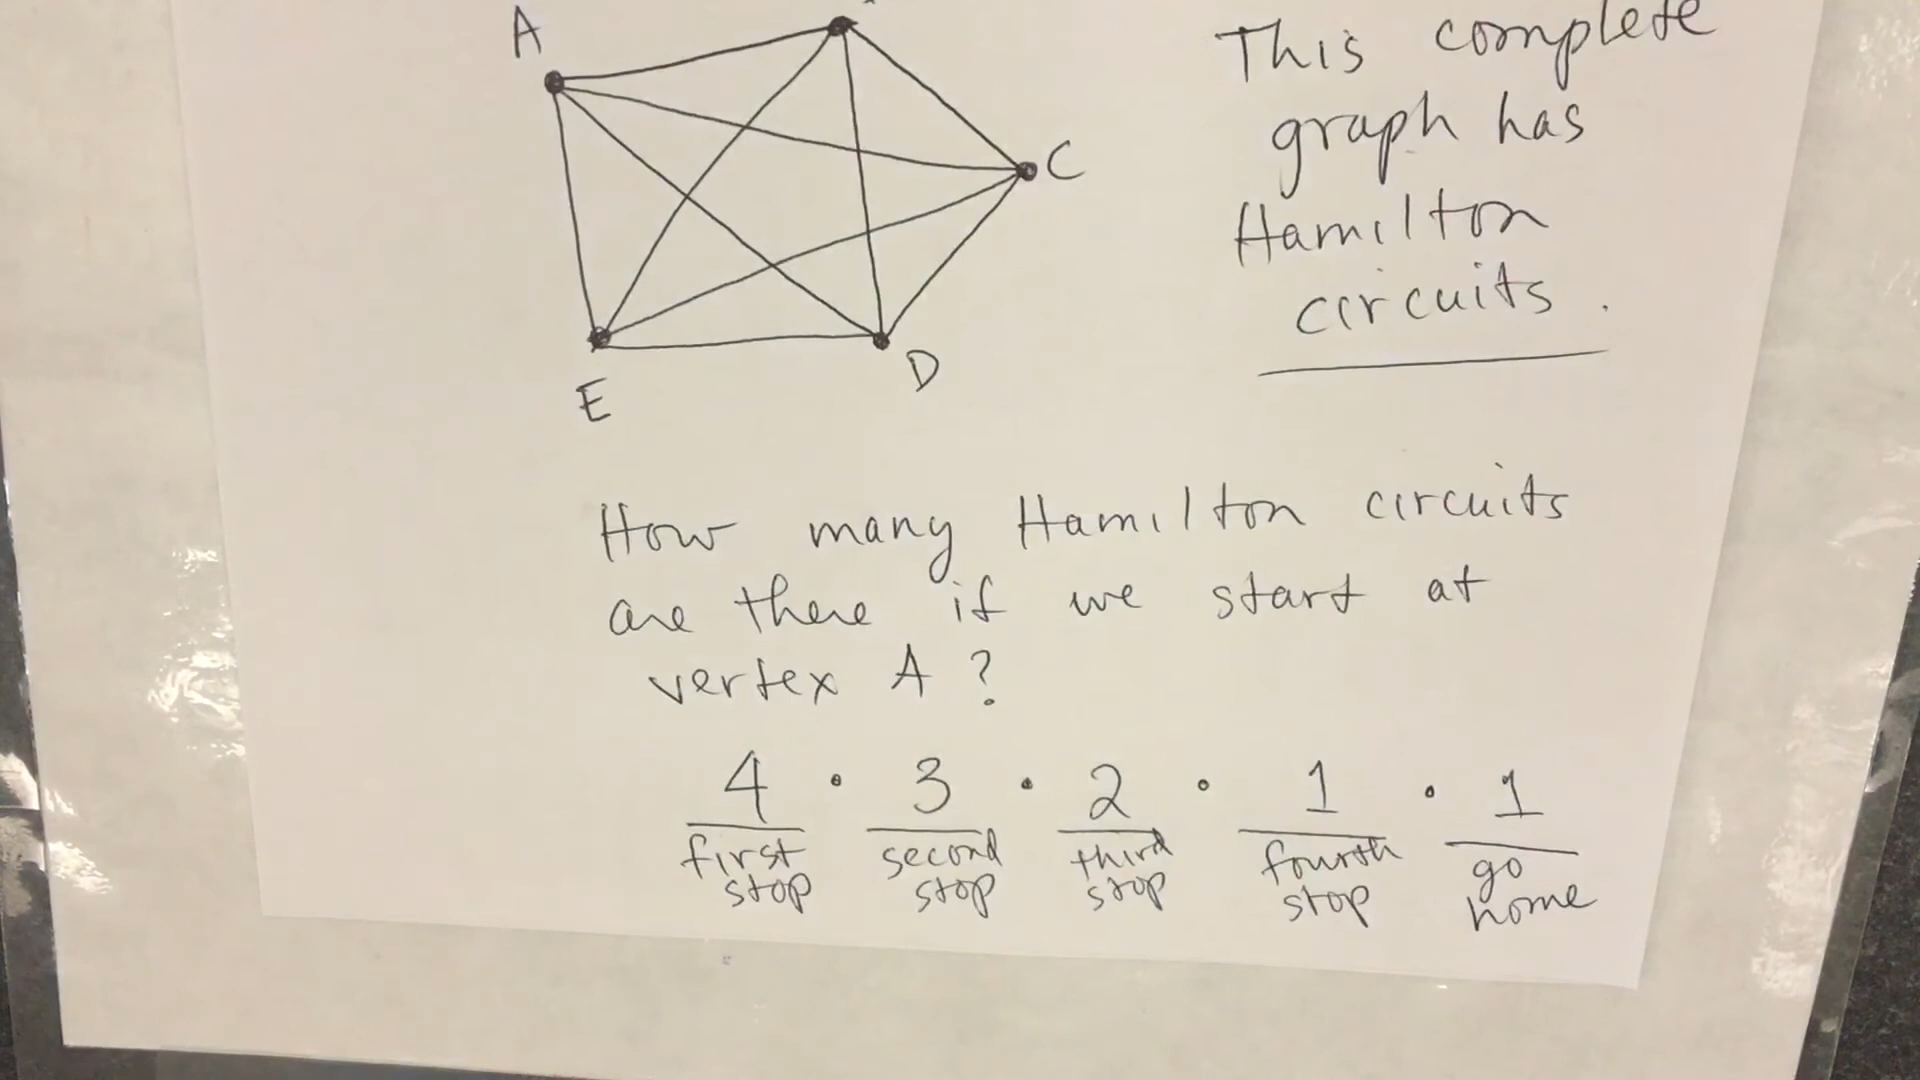 A
This complete
graph has
Hamilton
circuits.
C
D
E
How many Hamilton circuits
are there if we start at
vertex A ?
4 · 3 · 2 · 1 · 1
first stop second stop third stop fourth stop go home